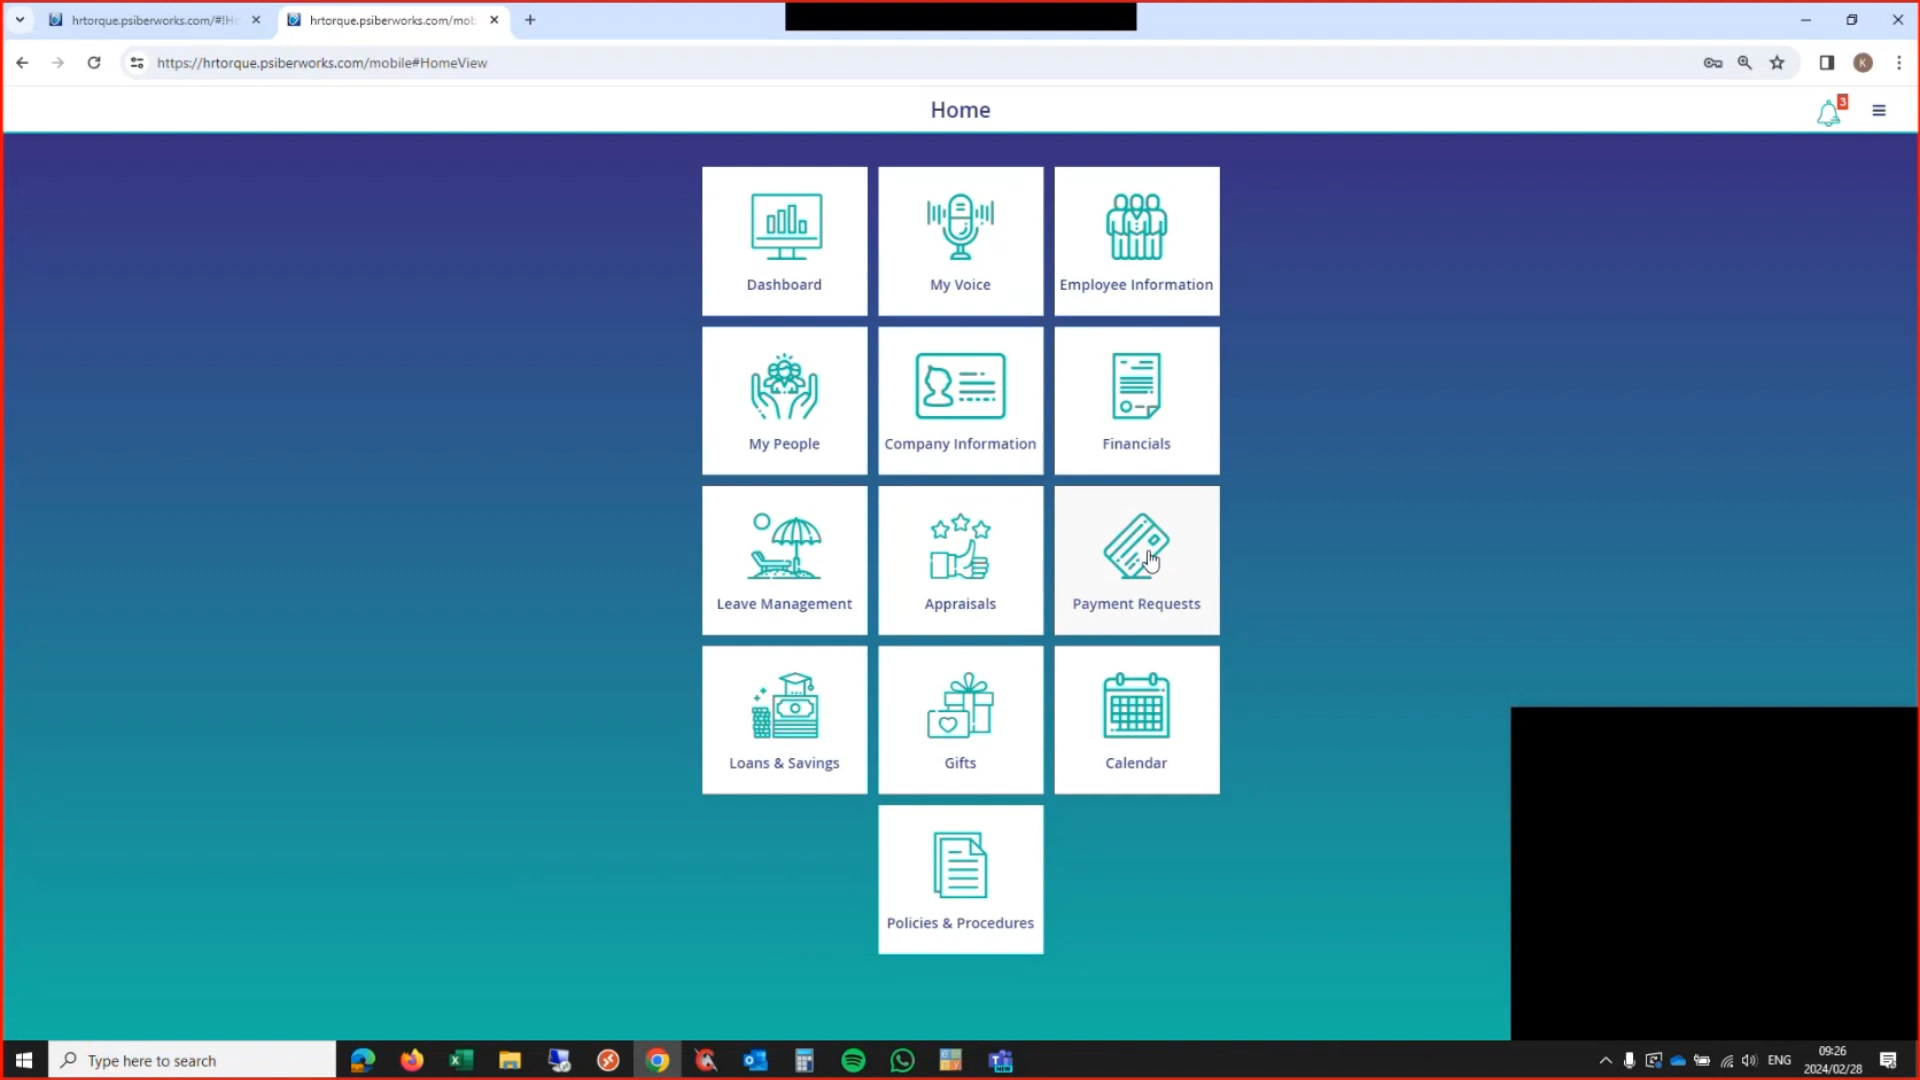 hrtorque.psiberworks.com/#!Ho
hrtorque.psiberworks.com/mob
https://hrtorque.psiberworks.com/mobile#HomeView
K
Home
3
Dashboard
My Voice
Employee Information
My People
Company Information
Financials
Leave Management
Appraisals
Payment Requests
Loans & Savings
Gifts
Calendar
Policies & Procedures
Type here to search
ENG
09:26
2024/02/28